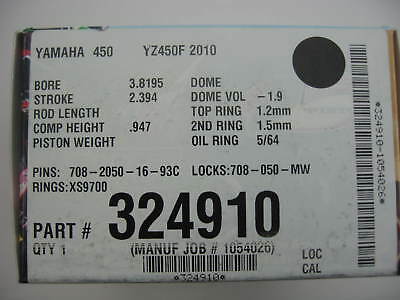 YAMAHA 450 YZ450F 2010
BORE 3.8195 DOME
STROKE 2.394 DOME VOL -1.9
ROD LENGTH TOP RING 1.2mm
COMP HEIGHT .947 2ND RING 1.5mm
PISTON WEIGHT OIL RING 5/64
PINS: 708-2050-16-93C LOCKS:708-050-MW
RINGS:XS9700
PART # 324910
QTY 1 (MANUF JOB # 1054026) LOC
*324910* CAL
*324910-1054026*